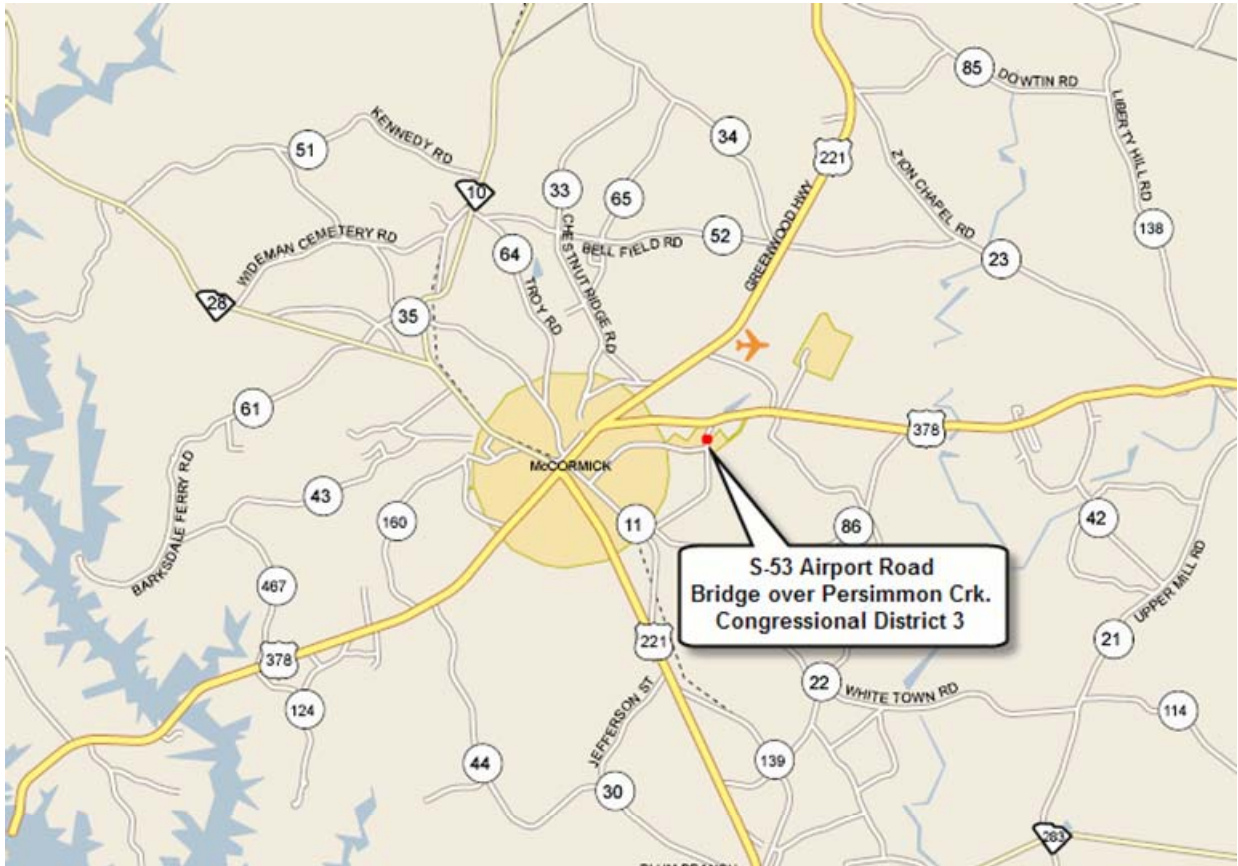 85
DOWTIN RD
LIBERTY HILL RD
KENNEDY RD
51
34
221
10
33
65
ZION CHAPEL RD
138
WIDEMAN CEMETERY RD
64
CHESTNUT RIDGE RD
BELL FIELD RD
52
GREENWOOD HWY
23
28
35
TROY RD
61
378
McCORMICK
BARKSDALE FERRY RD
43
160
11
86
42
S-53 Airport Road
Bridge over Persimmon Crk.
Congressional District 3
UPPER MILL RD
467
378
221
21
22
WHITE TOWN RD
124
JEFFERSON ST
114
44
139
30
283